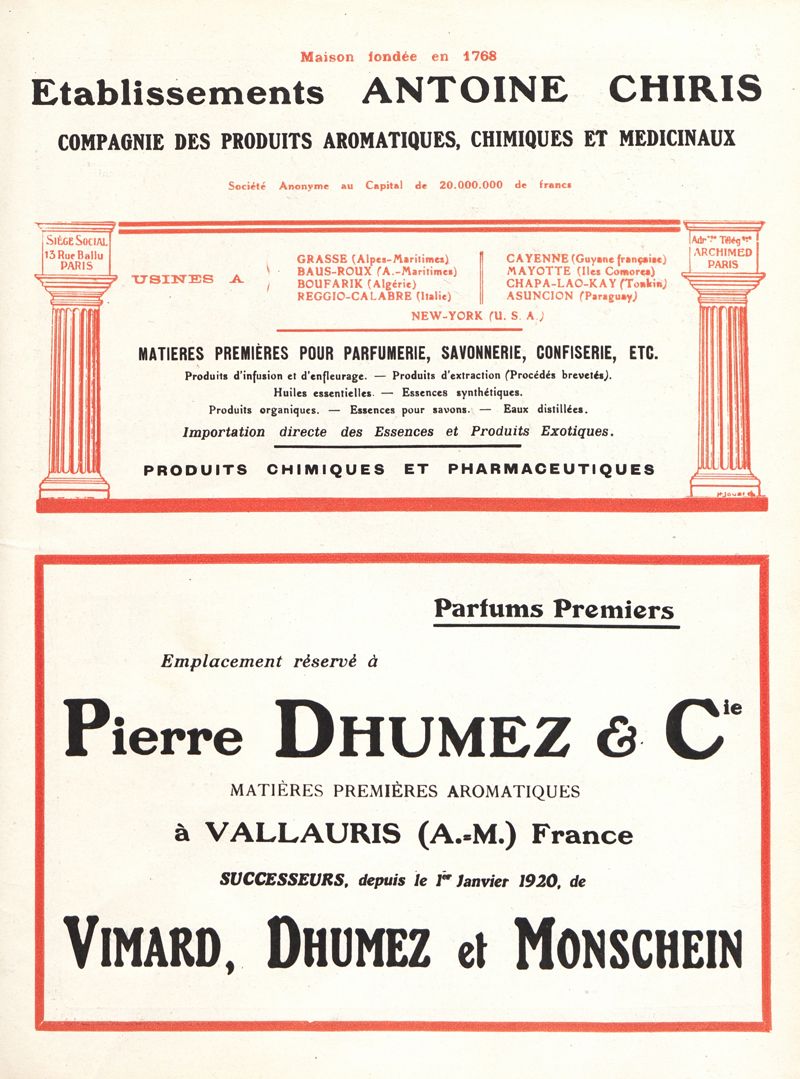 Maison fondée en 1768
Etablissements ANTOINE CHIRIS
COMPAGNIE DES PRODUITS AROMATIQUES, CHIMIQUES ET MEDICINAUX
Société Anonyme au Capital de 20.000.000 de francs
SIÈGE SOCIAL
13 Rue Ballu
PARIS
USINES A
GRASSE (Alpes-Maritimes)
BAUS-ROUX (A.-Maritimes)
BOUFARIK (Algérie)
REGGIO-CALABRE (Italie)
CAYENNE (Guyane française)
MAYOTTE (Iles Comores)
CHAPA-LAO-KAY (Tonkin)
ASUNCION (Paraguay)
NEW-YORK (U. S. A.)
Adr. Télég.
ARCHIMED
PARIS
MATIERES PREMIÈRES POUR PARFUMERIE, SAVONNERIE, CONFISERIE, ETC.
Produits d'infusion et d'enfleurage. — Produits d'extraction (Procédés brevetés).
Huiles essentielles. — Essences synthétiques.
Produits organiques. — Essences pour savons. — Eaux distillées.
Importation directe des Essences et Produits Exotiques.
PRODUITS CHIMIQUES ET PHARMACEUTIQUES
Parfums Premiers
Emplacement réservé à
Pierre DHUMEZ & Cie
MATIÈRES PREMIÈRES AROMATIQUES
à VALLAURIS (A.-M.) France
SUCCESSEURS, depuis le 1er Janvier 1920, de
VIMARD, DHUMEZ et MONSCHEIN